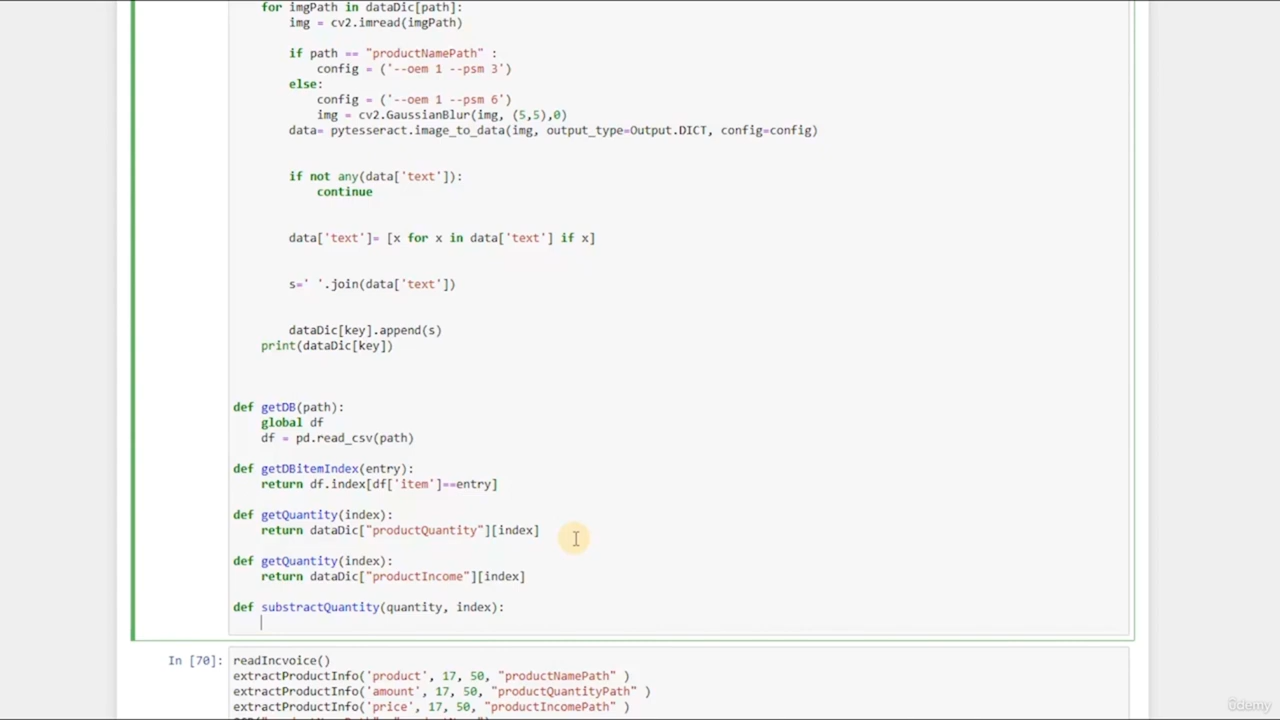 for imgPath in dataDic[path]:
img = cv2.imread(imgPath)
if path == "productNamePath" :
config = ('--oem 1 --psm 3')
else:
config = ('--oem 1 --psm 6')
img = cv2.GaussianBlur(img, (5,5),0)
data= pytesseract.image_to_data(img, output_type=Output.DICT, config=config)
if not any(data['text']):
continue
data['text']= [x for x in data['text'] if x]
s=' '.join(data['text'])
dataDic[key].append(s)
print(dataDic[key])
def getDB(path):
global df
df = pd.read_csv(path)
def getDBitemIndex(entry):
return df.index[df['item']==entry]
def getQuantity(index):
return dataDic["productQuantity"][index]
def getQuantity(index):
return dataDic["productIncome"][index]
def substractQuantity(quantity, index):
In [70]:
readIncvoice()
extractProductInfo('product', 17, 50, "productNamePath" )
extractProductInfo('amount', 17, 50, "productQuantityPath" )
extractProductInfo('price', 17, 50, "productIncomePath" )
ûdemy